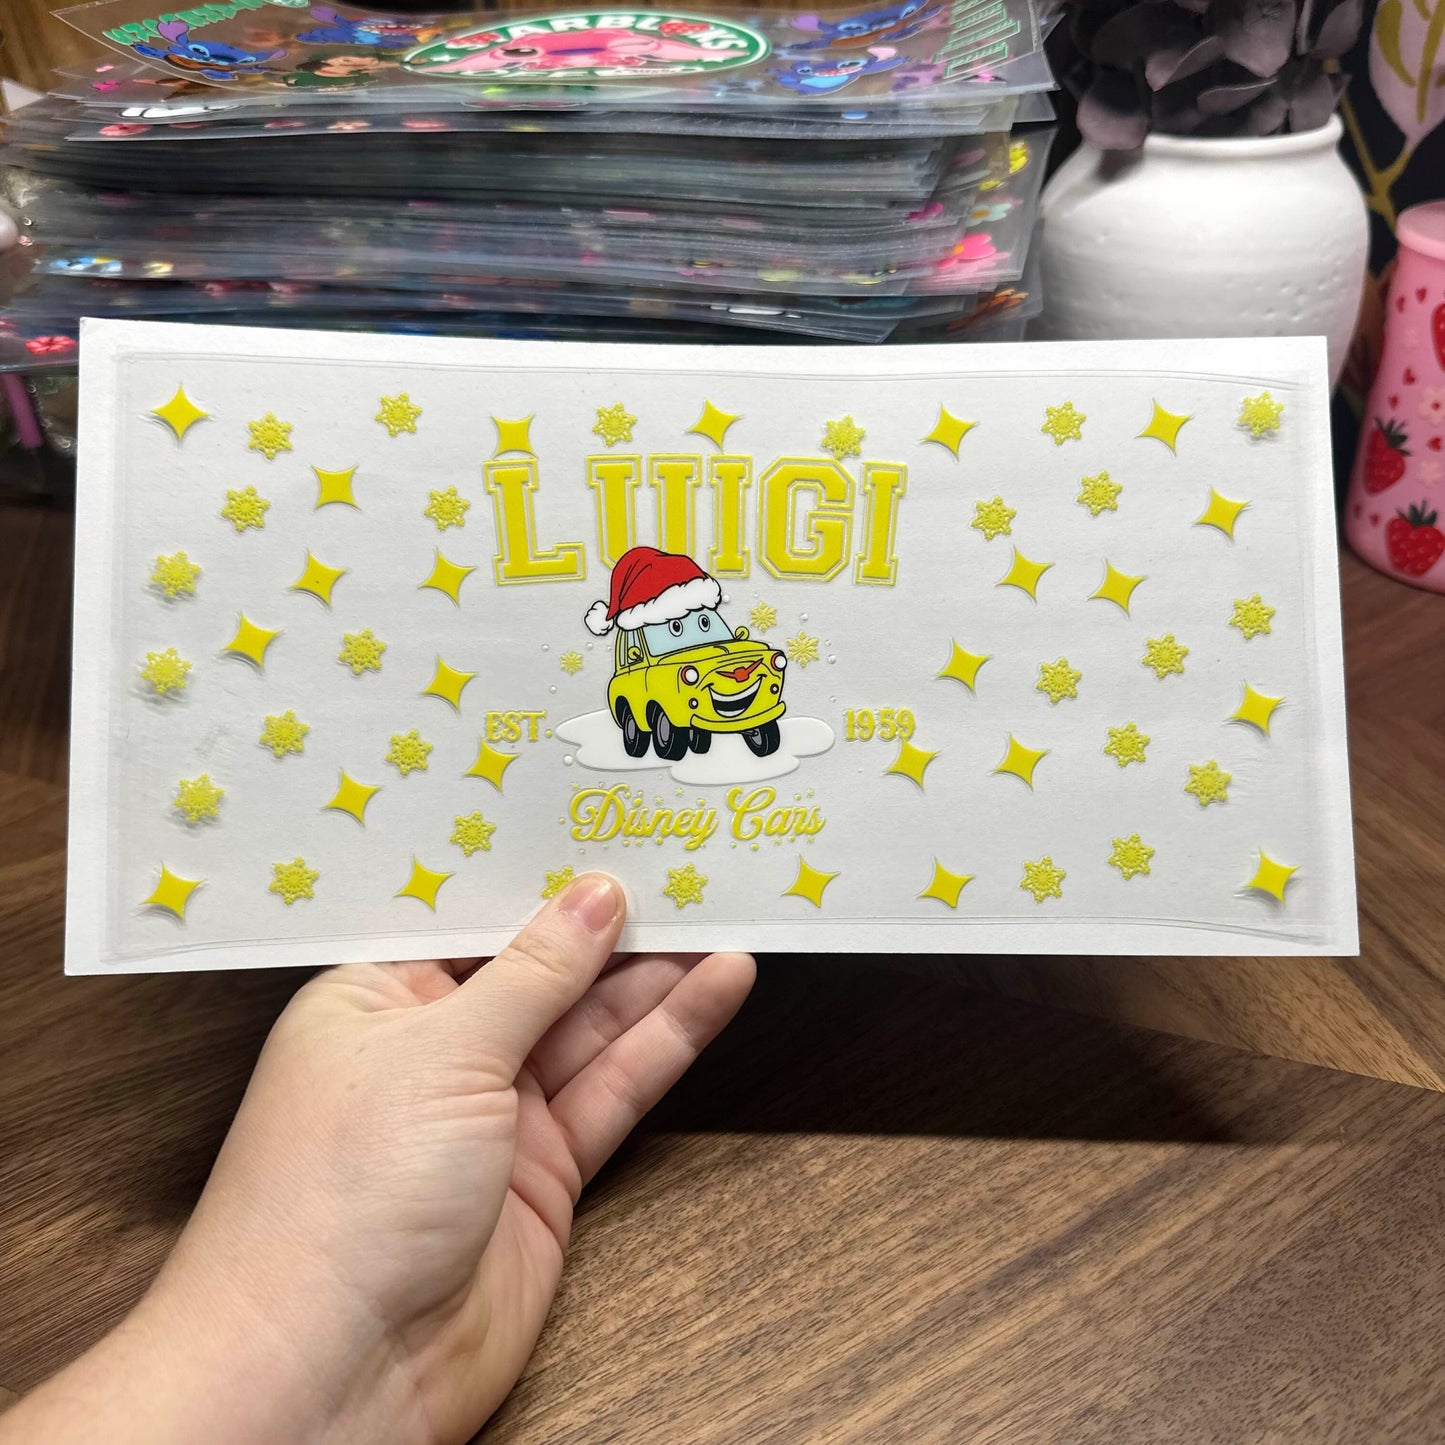 LUIGI
EST. 1959
Disney Cars